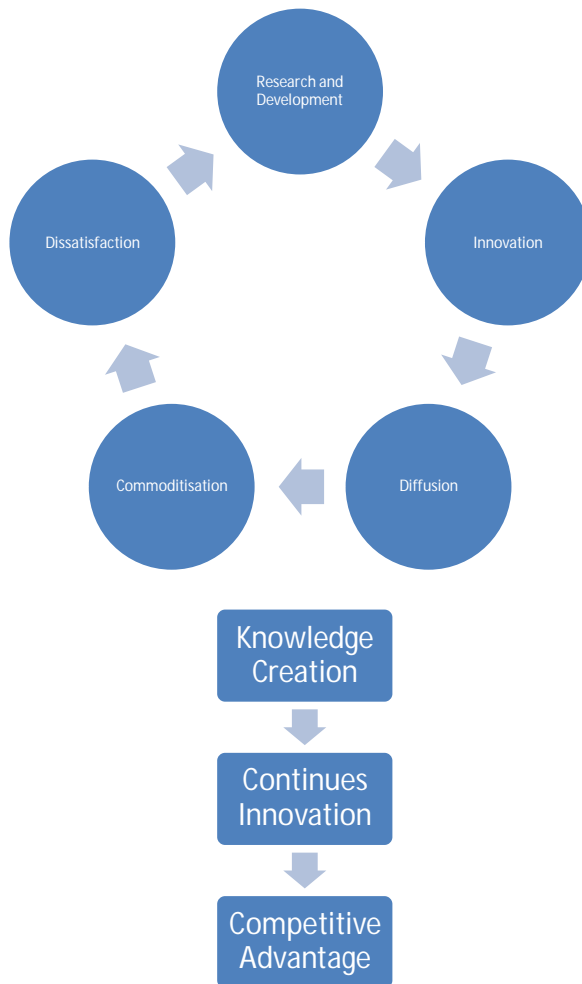 Research and
Development
Dissatisfaction
Innovation
Commoditisation
Diffusion
Knowledge
Creation
Continues
Innovation
Competitive
Advantage